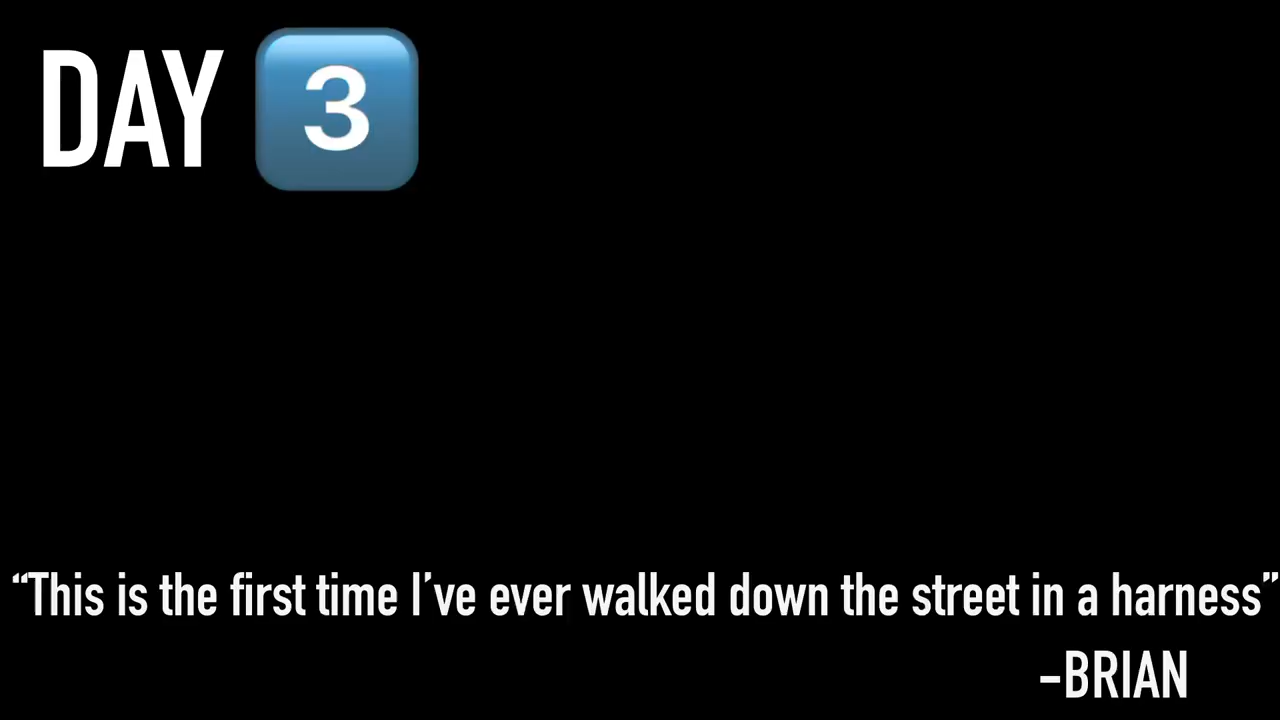 DAY 3
“This is the first time I’ve ever walked down the street in a harness”
-BRIAN